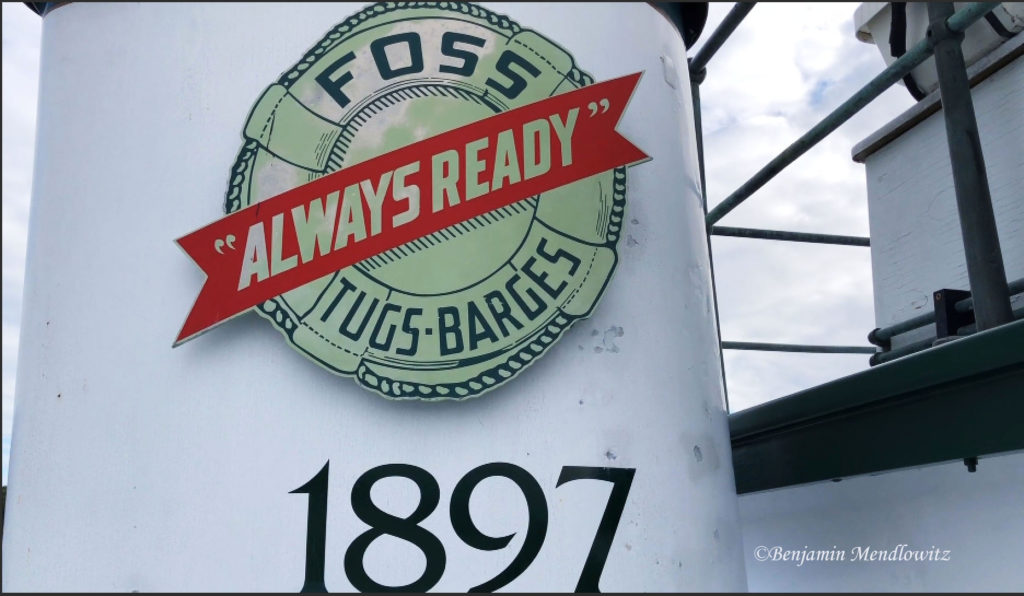 FOSS
"ALWAYS READY"
TUGS-BARGES
1897
©Benjamin Mendlowitz